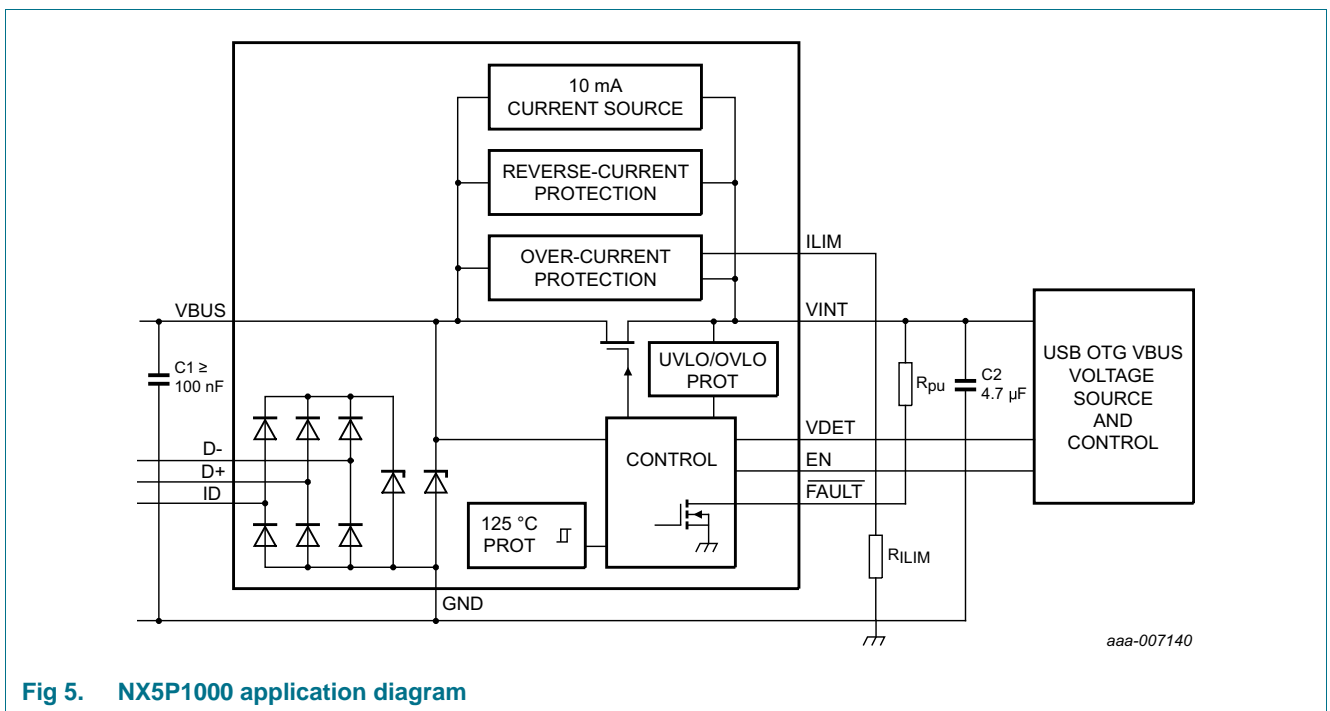 10 mA
CURRENT SOURCE
REVERSE-CURRENT
PROTECTION
OVER-CURRENT
PROTECTION
ILIM
VBUS
VINT
C1 ≥
100 nF
UVLO/OVLO
PROT
Rpu
C2
4.7 μF
USB OTG VBUS
VOLTAGE
SOURCE
AND
CONTROL
D-
D+
ID
CONTROL
VDET
EN
FAULT
125 °C
PROT
RILIM
GND
aaa-007140
Fig 5. NX5P1000 application diagram